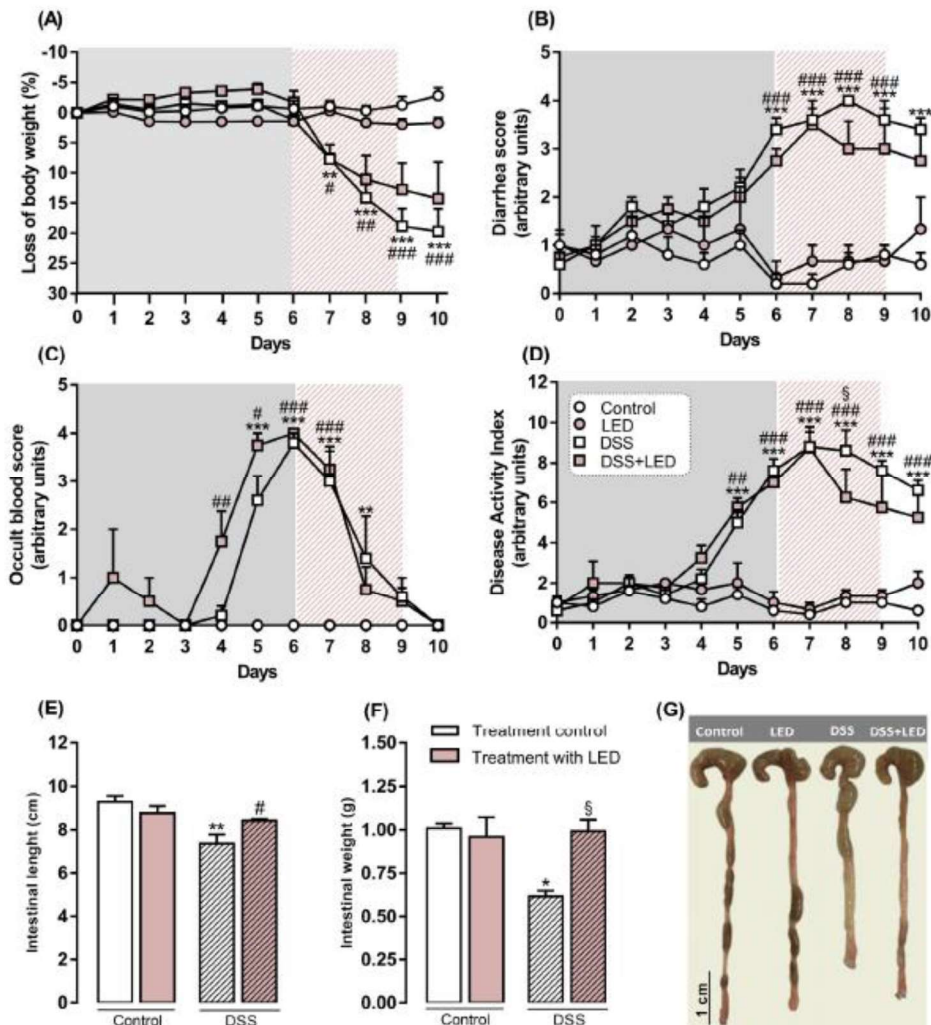 (A)
Loss of body weight (%)
-10
-5
0
5
10
15
20
25
30
**
#
***
##
***
###
***
###
0 1 2 3 4 5 6 7 8 9 10
Days
(B)
Diarrhea score
(arbitrary units)
5
4
3
2
1
0
###
***
###
***
###
***
###
***
***
0 1 2 3 4 5 6 7 8 9 10
Days
(C)
Occult blood score
(arbitrary units)
5
4
3
2
1
0
##
#
***
###
***
###
***
**
0 1 2 3 4 5 6 7 8 9 10
Days
(D)
Disease Activity Index
(arbitrary units)
12
10
8
6
4
2
0
Control
LED
DSS
DSS+LED
##
***
###
***
###
***
§
###
***
###
***
###
***
0 1 2 3 4 5 6 7 8 9 10
Days
(E)
Intestinal lenght (cm)
12
10
8
6
4
2
0
**
#
Control DSS
(F)
Treatment control
Treatment with LED
Intestinal weight (g)
1.50
1.25
1.00
0.75
0.50
0.25
0.00
*
§
Control DSS
(G)
Control LED DSS DSS+LED
1 cm